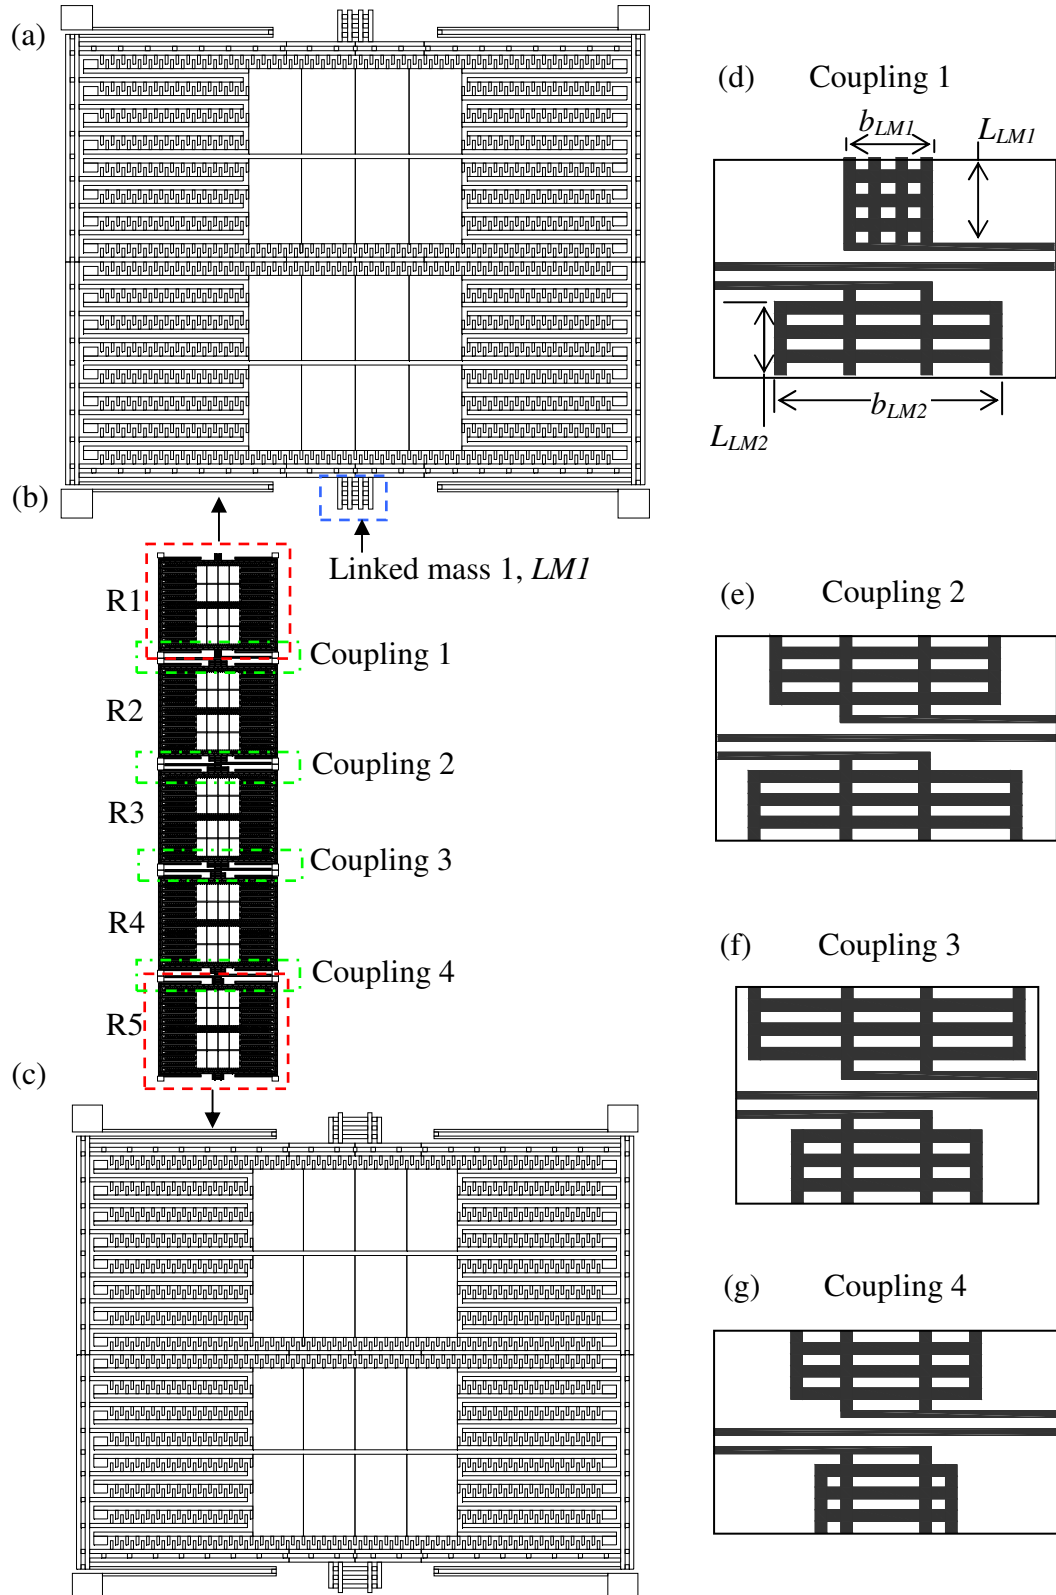 (a)
(b)
Linked mass 1, LM1
R1
Coupling 1
R2
Coupling 2
R3
Coupling 3
R4
Coupling 4
R5
(c)
(d) Coupling 1
bLM1
LLM1
bLM2
LLM2
(e) Coupling 2
(f) Coupling 3
(g) Coupling 4